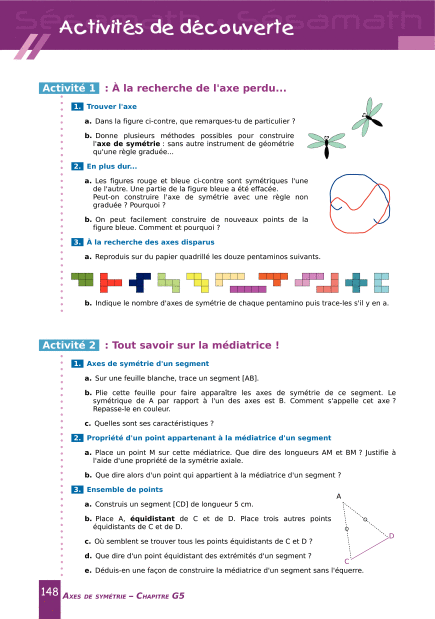 Sésamath Sésamath
Activités de découverte
Activité 1 : À la recherche de l'axe perdu...
1. Trouver l'axe
a. Dans la figure ci-contre, que remarques-tu de particulier ?
b. Donne plusieurs méthodes possibles pour construire
l'axe de symétrie : sans autre instrument de géométrie
qu'une règle graduée...
2. En plus dur...
a. Les figures rouge et bleue ci-contre sont symétriques l'une
de l'autre. Une partie de la figure bleue a été effacée.
Peut-on construire l'axe de symétrie avec une règle non
graduée ? Pourquoi ?
b. On peut facilement construire de nouveaux points de la
figure bleue. Comment et pourquoi ?
3. À la recherche des axes disparus
a. Reproduis sur du papier quadrillé les douze pentaminos suivants.
b. Indique le nombre d'axes de symétrie de chaque pentamino puis trace-les s'il y en a.
Activité 2 : Tout savoir sur la médiatrice !
1. Axes de symétrie d'un segment
a. Sur une feuille blanche, trace un segment [AB].
b. Plie cette feuille pour faire apparaître les axes de symétrie de ce segment. Le
symétrique de A par rapport à l'un des axes est B. Comment s'appelle cet axe ?
Repasse-le en couleur.
c. Quelles sont ses caractéristiques ?
2. Propriété d'un point appartenant à la médiatrice d'un segment
a. Place un point M sur cette médiatrice. Que dire des longueurs AM et BM ? Justifie à
l'aide d'une propriété de la symétrie axiale.
b. Que dire alors d'un point qui appartient à la médiatrice d'un segment ?
3. Ensemble de points
a. Construis un segment [CD] de longueur 5 cm.
b. Place A, équidistant de C et de D. Place trois autres points
équidistants de C et de D.
c. Où semblent se trouver tous les points équidistants de C et D ?
d. Que dire d'un point équidistant des extrémités d'un segment ?
e. Déduis-en une façon de construire la médiatrice d'un segment sans l'équerre.
A
D
C
148 AXES DE SYMÉTRIE – CHAPITRE G5